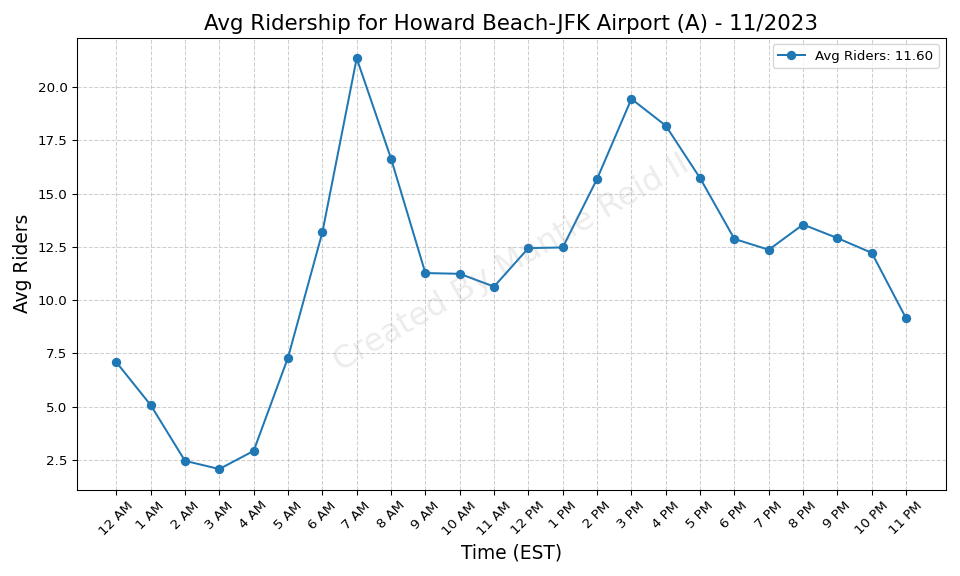 Avg Ridership for Howard Beach-JFK Airport (A) - 11/2023
Avg Riders: 11.60
20.0
17.5
15.0
12.5
10.0
7.5
5.0
2.5
Avg Riders
Created By Mantle Reid II
12 AM
1 AM
2 AM
3 AM
4 AM
5 AM
6 AM
7 AM
8 AM
9 AM
10 AM
11 AM
12 PM
1 PM
2 PM
3 PM
4 PM
5 PM
6 PM
7 PM
8 PM
9 PM
10 PM
11 PM
Time (EST)